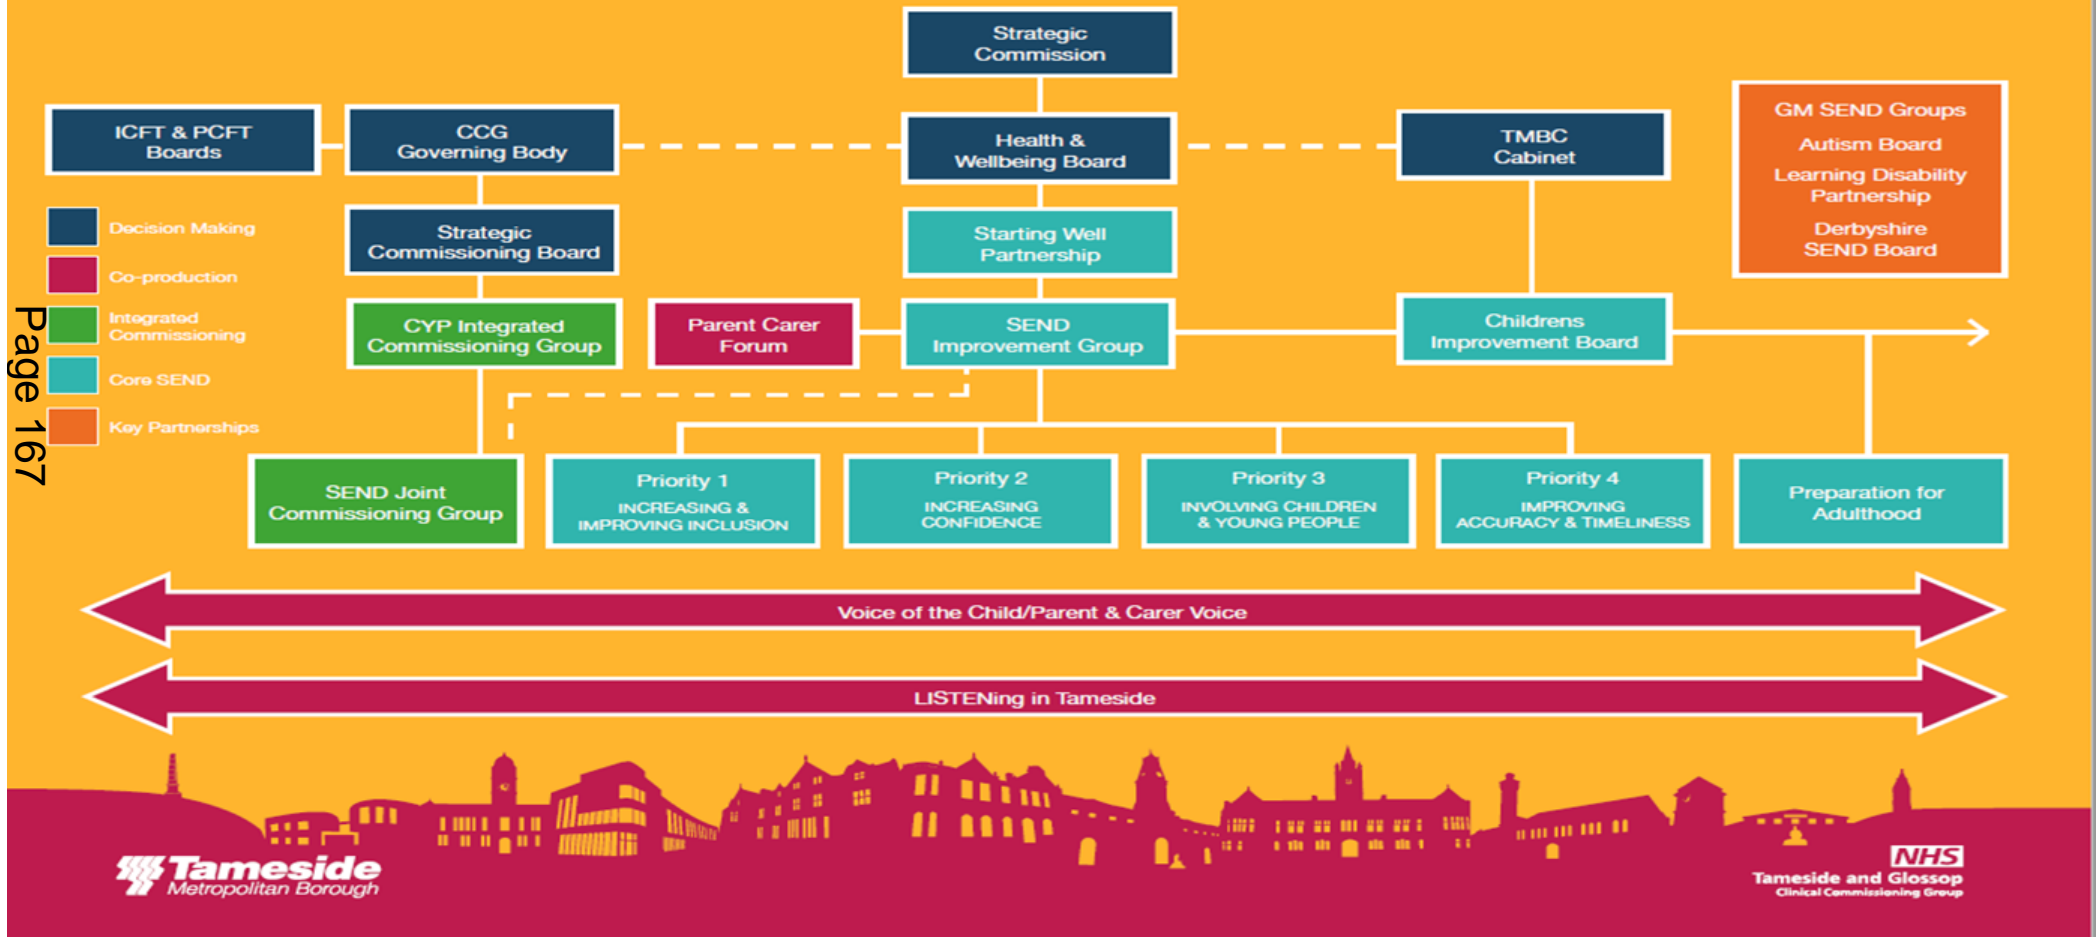 Strategic
Commission
ICFT & PCFT
Boards
CCG
Governing Body
Health &
Wellbeing Board
TMBC
Cabinet
GM SEND Groups
Autism Board
Learning Disability
Partnership
Derbyshire
SEND Board
Decision Making
Co-production
Integrated
Commissioning
Core SEND
Key Partnerships
Page 167
Strategic
Commissioning Board
Starting Well
Partnership
CYP Integrated
Commissioning Group
Parent Carer
Forum
SEND
Improvement Group
Childrens
Improvement Board
SEND Joint
Commissioning Group
Priority 1
INCREASING &
IMPROVING INCLUSION
Priority 2
INCREASING
CONFIDENCE
Priority 3
INVOLVING CHILDREN
& YOUNG PEOPLE
Priority 4
IMPROVING
ACCURACY & TIMELINESS
Preparation for
Adulthood
Voice of the Child/Parent & Carer Voice
LISTENing in Tameside
Tameside
Metropolitan Borough
NHS
Tameside and Glossop
Clinical Commissioning Group